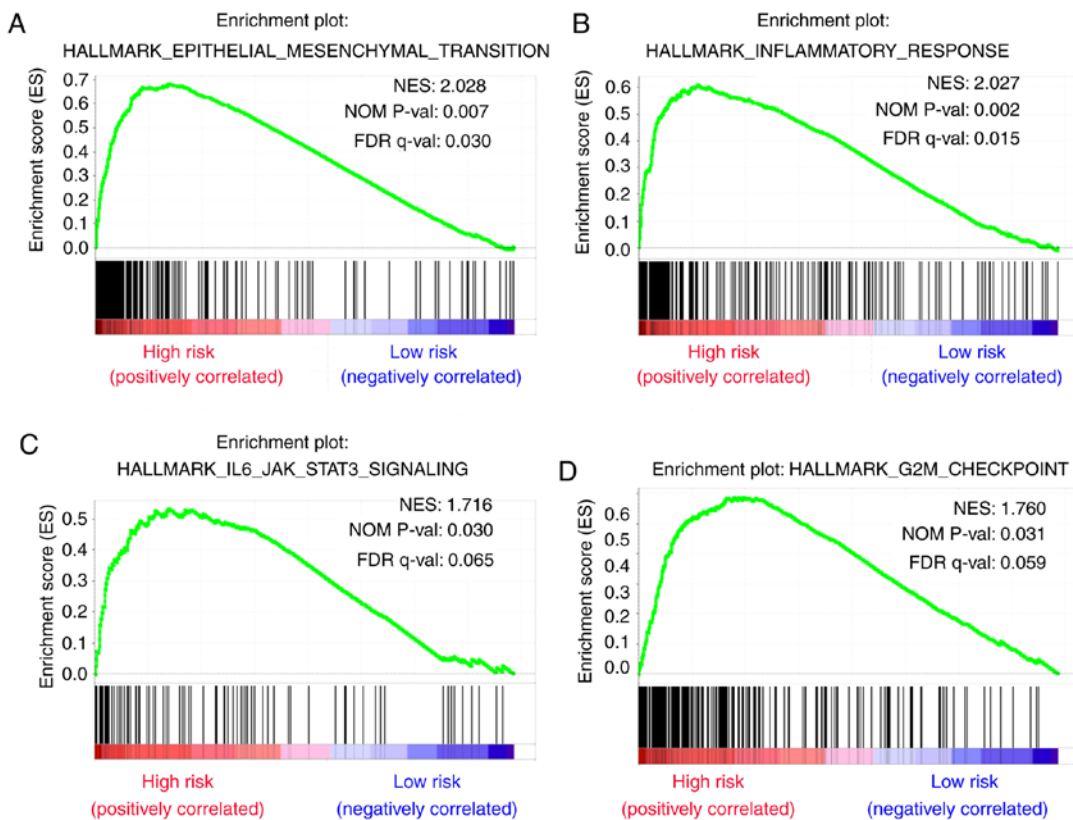 A
Enrichment plot:
HALLMARK_EPITHELIAL_MESENCHYMAL_TRANSITION
NES: 2.028
NOM P-val: 0.007
FDR q-val: 0.030
Enrichment score (ES)
0.7
0.6
0.5
0.4
0.3
0.2
0.1
0.0
High risk
(positively correlated)
Low risk
(negatively correlated)
B
Enrichment plot:
HALLMARK_INFLAMMATORY_RESPONSE
NES: 2.027
NOM P-val: 0.002
FDR q-val: 0.015
Enrichment score (ES)
0.6
0.5
0.4
0.3
0.2
0.1
0.0
High risk
(positively correlated)
Low risk
(negatively correlated)
C
Enrichment plot:
HALLMARK_IL6_JAK_STAT3_SIGNALING
NES: 1.716
NOM P-val: 0.030
FDR q-val: 0.065
Enrichment score (ES)
0.5
0.4
0.3
0.2
0.1
0.0
High risk
(positively correlated)
Low risk
(negatively correlated)
D
Enrichment plot: HALLMARK_G2M_CHECKPOINT
NES: 1.760
NOM P-val: 0.031
FDR q-val: 0.059
Enrichment score (ES)
0.6
0.5
0.4
0.3
0.2
0.1
0.0
High risk
(positively correlated)
Low risk
(negatively correlated)